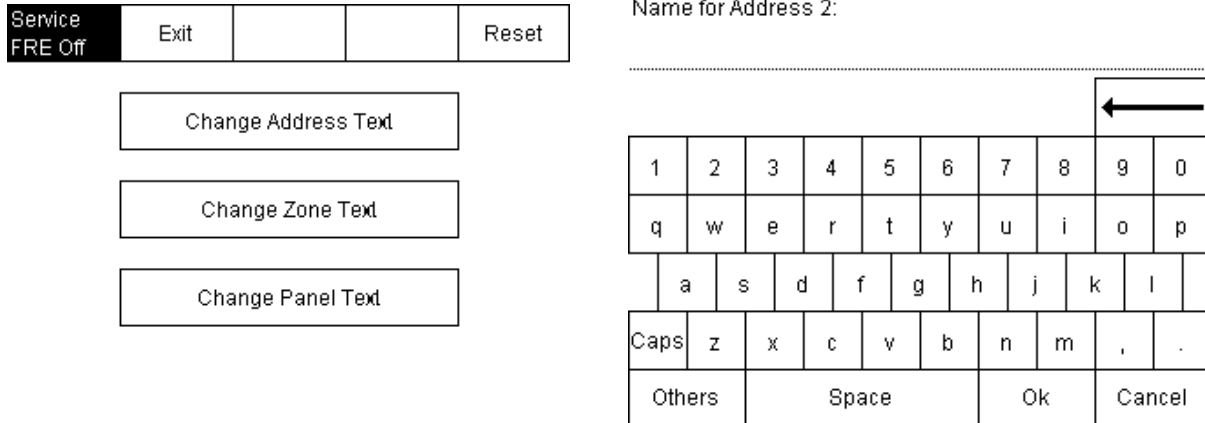 Service
FRE Off
Exit
Reset
Change Address Text
Change Zone Text
Change Panel Text
Name for Address 2:
1 2 3 4 5 6 7 8 9 0
q w e r t y u i o p
a s d f g h j k l
Caps z x c v b n m , .
Others Space Ok Cancel